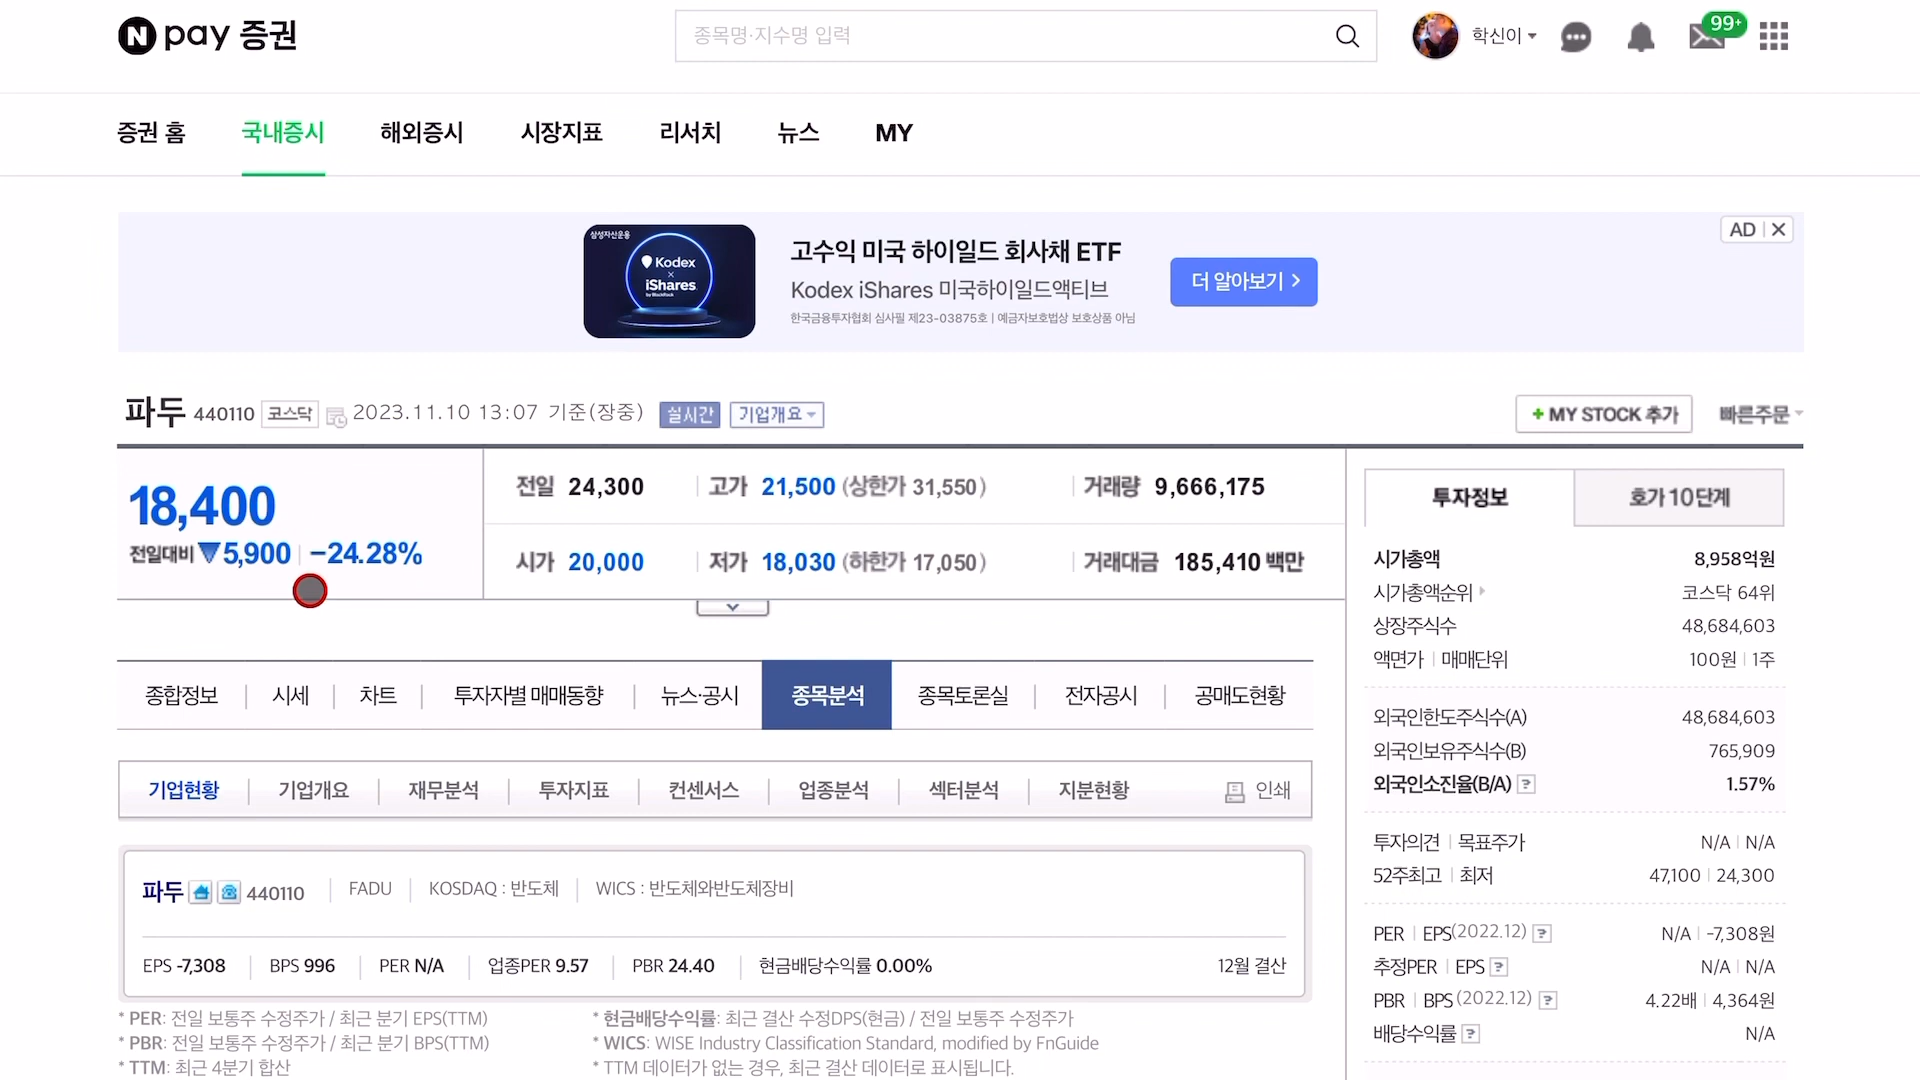 N pay 증권
종목명·지수명 입력
학신이
99+
증권 홈 국내증시 해외증시 시장지표 리서치 뉴스 MY
삼성자산운용
Kodex
×
iShares
by BlackRock
고수익 미국 하이일드 회사채 ETF
Kodex iShares 미국하이일드액티브
한국금융투자협회 심사필 제23-03875호 | 예금자보호법상 보호상품 아님
더 알아보기 >
AD X
파두 440110 코스닥 2023.11.10 13:07 기준(장중) 실시간 기업개요
+ MY STOCK 추가 빠른주문
18,400
전일대비 ▼5,900 -24.28%
전일 24,300 고가 21,500 (상한가 31,550) 거래량 9,666,175
시가 20,000 저가 18,030 (하한가 17,050) 거래대금 185,410 백만
종합정보 시세 차트 투자자별 매매동향 뉴스·공시 종목분석 종목토론실 전자공시 공매도현황
기업현황 기업개요 재무분석 투자지표 컨센서스 업종분석 섹터분석 지분현황 인쇄
파두 440110 FADU KOSDAQ : 반도체 WICS : 반도체와반도체장비
EPS -7,308 BPS 996 PER N/A 업종PER 9.57 PBR 24.40 현금배당수익률 0.00% 12월 결산
* PER: 전일 보통주 수정주가 / 최근 분기 EPS(TTM)
* PBR: 전일 보통주 수정주가 / 최근 분기 BPS(TTM)
* TTM: 최근 4분기 합산
* 현금배당수익률: 최근 결산 수정DPS(현금) / 전일 보통주 수정주가
* WICS: WISE Industry Classification Standard, modified by FnGuide
* TTM 데이터가 없는 경우, 최근 결산 데이터로 표시됩니다.
투자정보 호가 10단계
시가총액 8,958억원
시가총액순위 코스닥 64위
상장주식수 48,684,603
액면가 | 매매단위 100원 | 1주
외국인한도주식수(A) 48,684,603
외국인보유주식수(B) 765,909
외국인소진율(B/A) ? 1.57%
투자의견 | 목표주가 N/A | N/A
52주최고 | 최저 47,100 | 24,300
PER | EPS(2022.12) ? N/A | -7,308원
추정PER | EPS ? N/A | N/A
PBR | BPS (2022.12) ? 4.22배 | 4,364원
배당수익률 ? N/A